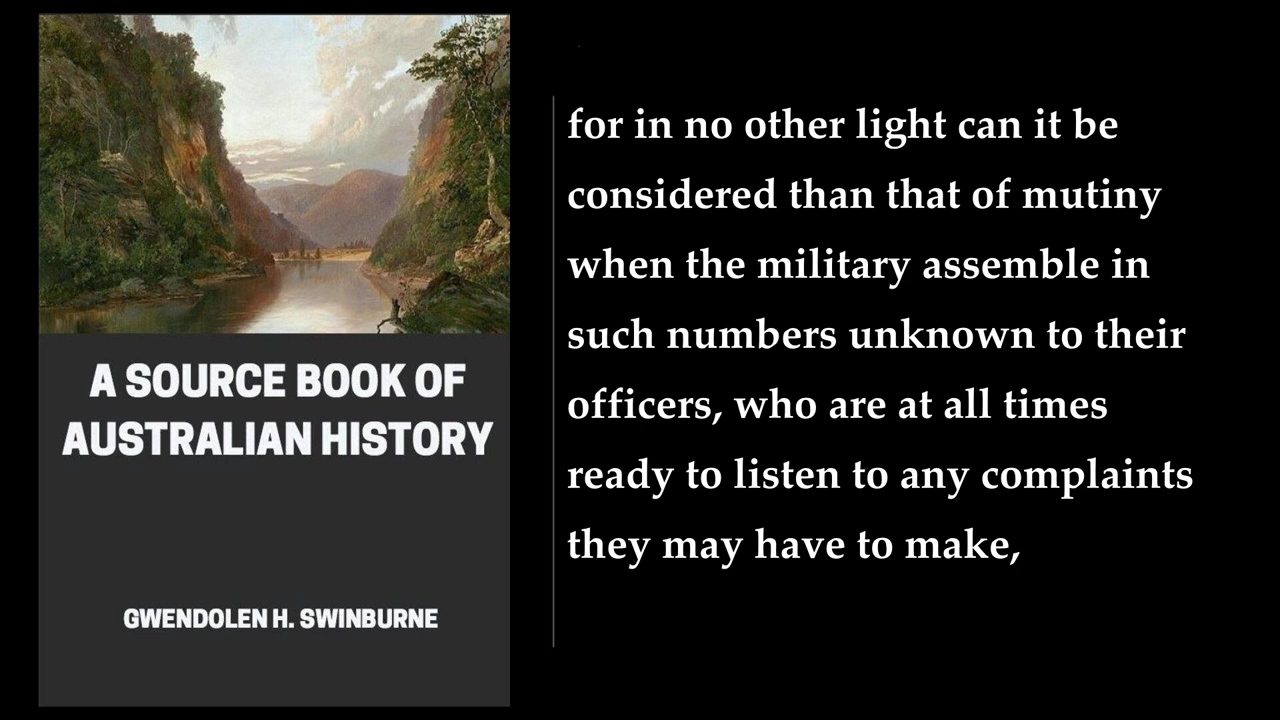 A SOURCE BOOK OF
AUSTRALIAN HISTORY
GWENDOLEN H. SWINBURNE
for in no other light can it be
considered than that of mutiny
when the military assemble in
such numbers unknown to their
officers, who are at all times
ready to listen to any complaints
they may have to make,